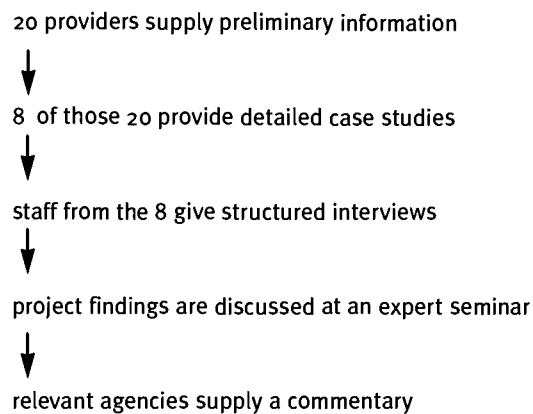 20 providers supply preliminary information
8 of those 20 provide detailed case studies
staff from the 8 give structured interviews
project findings are discussed at an expert seminar
relevant agencies supply a commentary